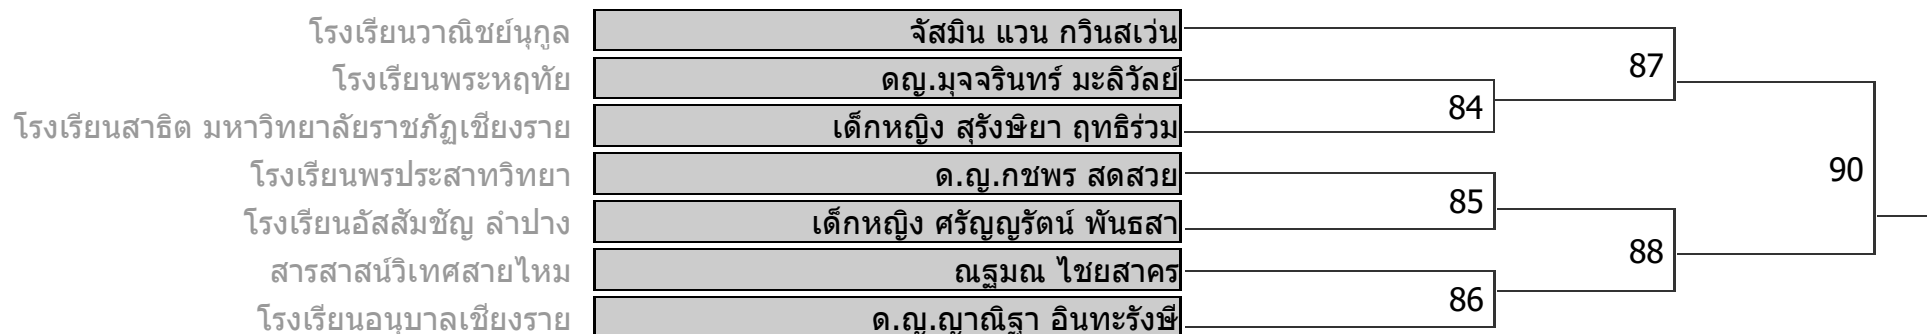 โรงเรียนวาณิชย์นุกูล จัสมิน แวน กวินสเว่น
87
โรงเรียนพระหฤทัย ดญ.มุจจรินทร์ มะลิวัลย์
84
โรงเรียนสาธิต มหาวิทยาลัยราชภัฏเชียงราย เด็กหญิง สุรังษิยา ฤทธิร่วม
90
โรงเรียนพรประสาทวิทยา ด.ญ.กชพร สดสวย
85
โรงเรียนอัสสัมชัญ ลำปาง เด็กหญิง ศรัญญรัตน์ พันธสา
88
สารสาสน์วิเทศสายไหม ณฐมณ ไชยสาคร
86
โรงเรียนอนุบาลเชียงราย ด.ญ.ญาณิฐา อินทะรังษี